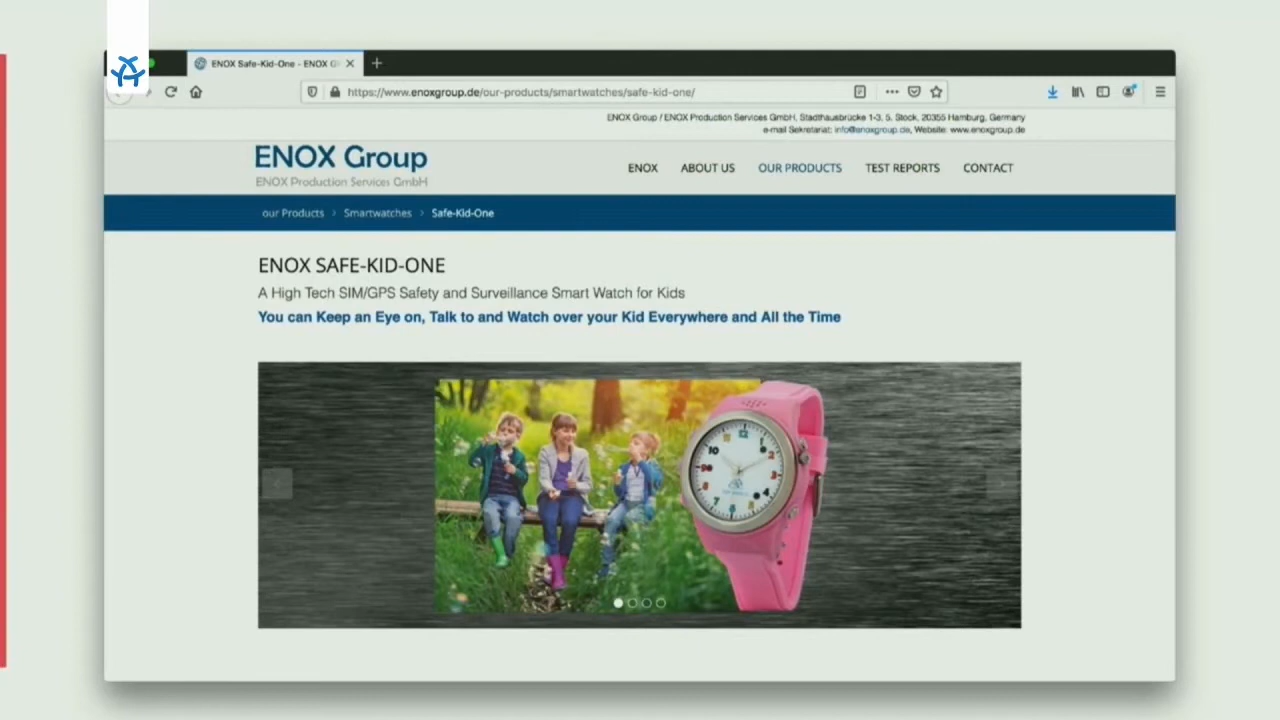 ENOX Safe-Kid-One - ENOX G
https://www.enoxgroup.de/our-products/smartwatches/safe-kid-one/
ENOX Group / ENOX Production Services GmbH, Stadthausbrücke 1-3, 5. Stock, 20355 Hamburg, Germany
e-mail Sekretariat: info@enoxgroup.de, Website: www.enoxgroup.de
ENOX Group
ENOX Production Services GmbH
ENOX ABOUT US OUR PRODUCTS TEST REPORTS CONTACT
our Products > Smartwatches > Safe-Kid-One
ENOX SAFE-KID-ONE
A High Tech SIM/GPS Safety and Surveillance Smart Watch for Kids
You can Keep an Eye on, Talk to and Watch over your Kid Everywhere and All the Time